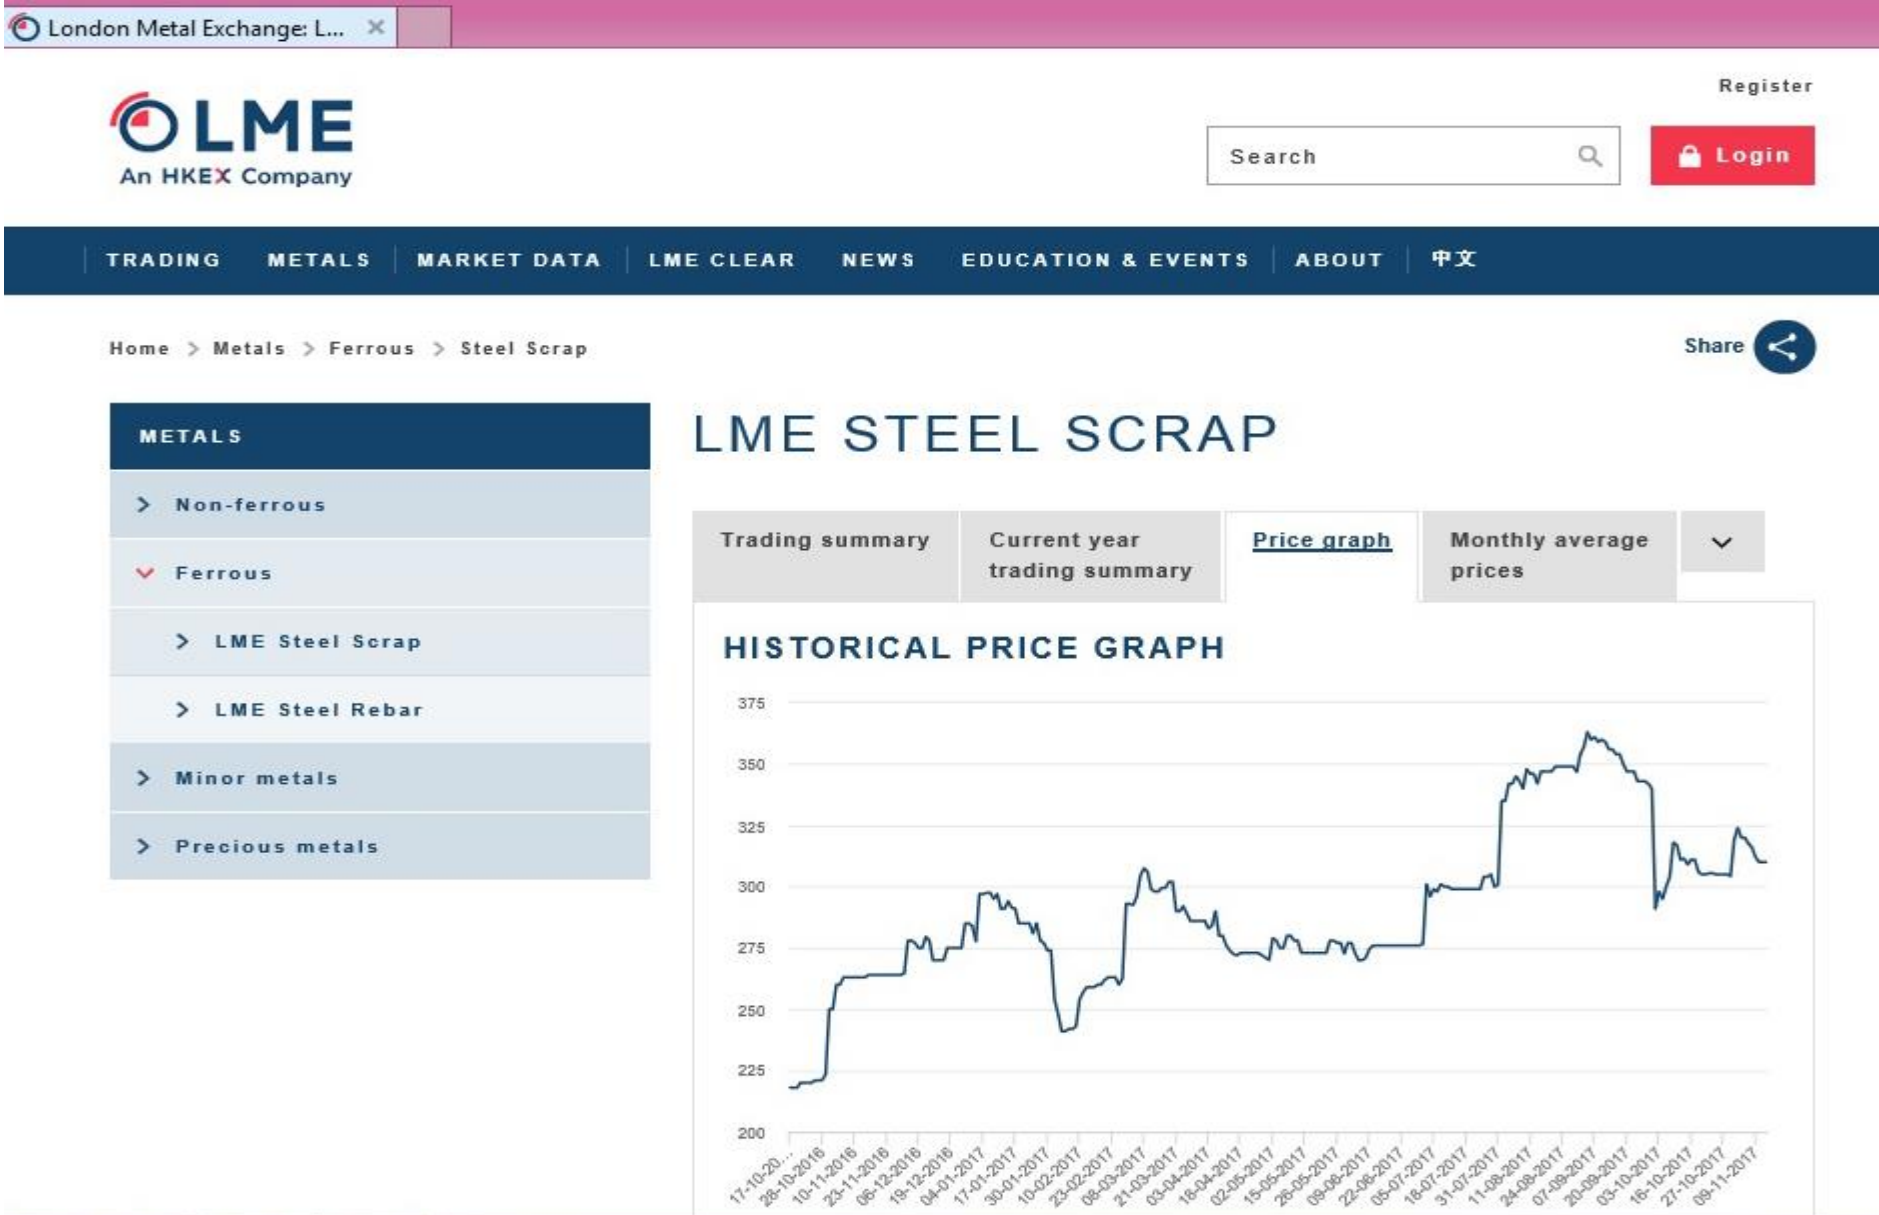 London Metal Exchange: L...
Register
LME
An HKEX Company
Search
Login
TRADING METALS MARKET DATA LME CLEAR NEWS EDUCATION & EVENTS ABOUT 中文
Home > Metals > Ferrous > Steel Scrap
Share
METALS
Non-ferrous
Ferrous
LME Steel Scrap
LME Steel Rebar
Minor metals
Precious metals
LME STEEL SCRAP
Trading summary
Current year
trading summary
Price graph
Monthly average
prices
HISTORICAL PRICE GRAPH
375
350
325
300
275
250
225
200
17-10-20...
28-10-2016
10-11-2016
23-11-2016
06-12-2016
19-12-2016
04-01-2017
17-01-2017
30-01-2017
10-02-2017
23-02-2017
08-03-2017
21-03-2017
03-04-2017
18-04-2017
02-05-2017
15-05-2017
26-05-2017
09-06-2017
22-06-2017
05-07-2017
18-07-2017
31-07-2017
11-08-2017
24-08-2017
07-09-2017
20-09-2017
03-10-2017
16-10-2017
27-10-2017
09-11-2017